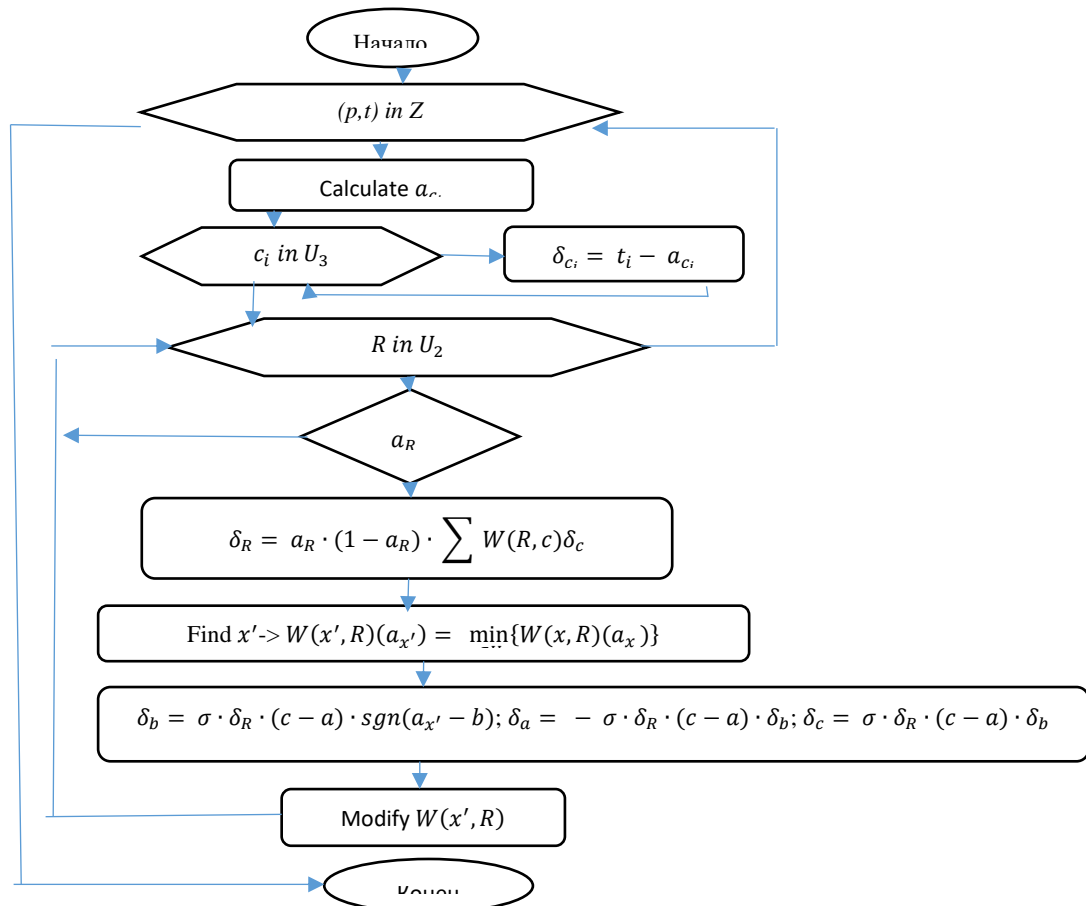 Начало
(p,t) in Z
Calculate a_{c_i}
c_i in U_3
δ_{c_i} = t_i − a_{c_i}
R in U_2
a_R
δ_R = a_R · (1 − a_R) · ∑ W(R, c)δ_c
Find x′-> W(x′, R)(a_{x′}) = min{W(x, R)(a_x)}
δ_b = σ · δ_R · (c − a) · sgn(a_{x′} − b); δ_a = − σ · δ_R · (c − a) · δ_b; δ_c = σ · δ_R · (c − a) · δ_b
Modify W(x′, R)
Конец